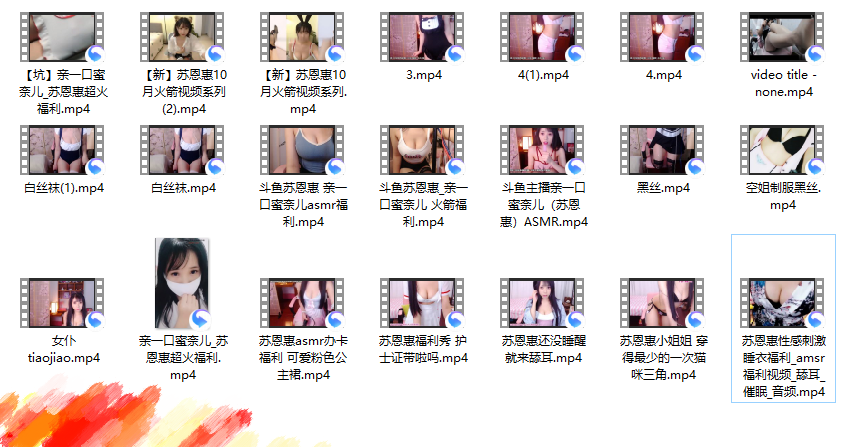 【坑】亲一口蜜
奈儿_苏恩惠超火
福利.mp4
【新】苏恩惠10
月火箭视频系列
(2).mp4
【新】苏恩惠10
月火箭视频系列.
mp4
3.mp4
4(1).mp4
4.mp4
video title -
none.mp4
白丝袜(1).mp4
白丝袜.mp4
斗鱼苏恩惠 亲一
口蜜奈儿asmr福
利.mp4
斗鱼苏恩惠_亲一
口蜜奈儿 火箭福
利.mp4
斗鱼主播亲一口
蜜奈儿（苏恩
惠）ASMR.mp4
黑丝.mp4
空姐制服黑丝.
mp4
女仆
tiaojiao.mp4
亲一口蜜奈儿_苏
恩惠超火福利.
mp4
苏恩惠asmr办卡
福利 可爱粉色公
主裙.mp4
苏恩惠福利秀 护
士证带啦吗.mp4
苏恩惠还没睡醒
就来舔耳.mp4
苏恩惠小姐姐 穿
得最少的一次猫
咪三角.mp4
苏恩惠性感刺激
睡衣福利_amsr
福利视频_舔耳_
催眠_音频.mp4